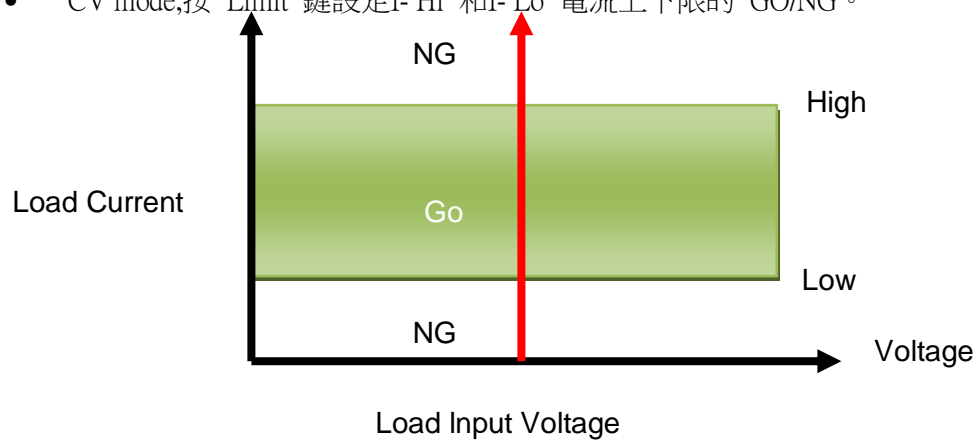 • CV mode,按 "Limit" 鍵設定I- Hi 和I- Lo 電流上下限的 GO/NG。
NG
High
Load Current
Go
Low
NG
Voltage
Load Input Voltage